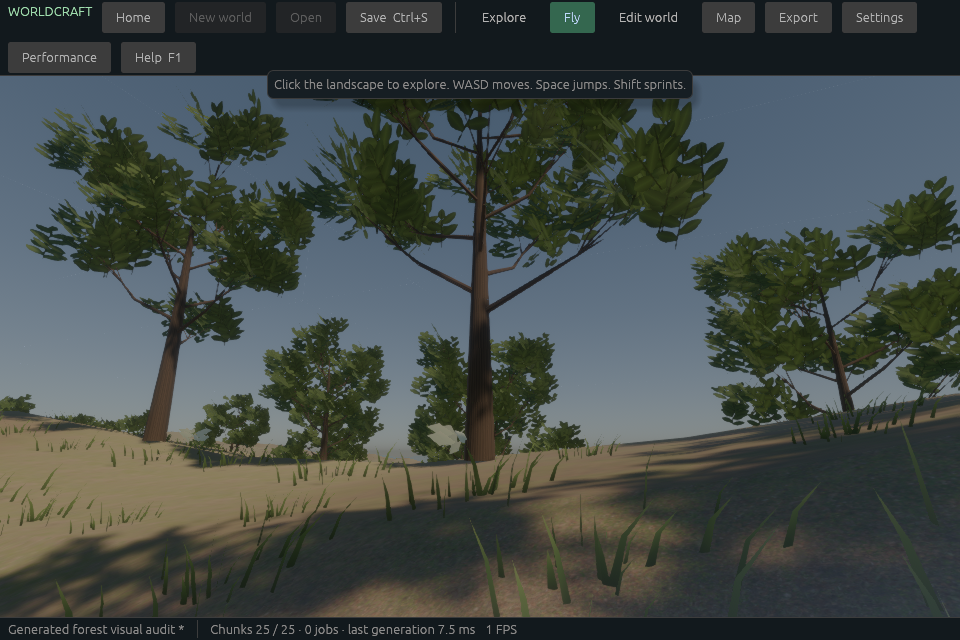 WORLDCRAFT Home New world Open Save Ctrl+S Explore Fly Edit world Map Export Settings
Performance Help F1
Click the landscape to explore. WASD moves. Space jumps. Shift sprints.
Generated forest visual audit * Chunks 25 / 25 · 0 jobs · last generation 7.5 ms 1 FPS